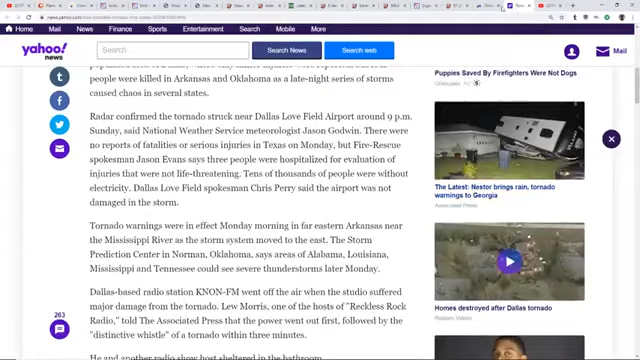 news.yahoo.com
Home Mail News Finance Sports Entertainment Search Mobile More
yahoo!
news
Search News
Search web
Mail
people were killed in Arkansas and Oklahoma as a late-night series of storms
caused chaos in several states.
Radar confirmed the tornado struck near Dallas Love Field Airport around 9 p.m.
Sunday, said National Weather Service meteorologist Jason Godwin. There were
no reports of fatalities or serious injuries in Texas on Monday, but Fire-Rescue
spokesman Jason Evans says three people were hospitalized for evaluation of
injuries that were not life-threatening. Tens of thousands of people were without
electricity. Dallas Love Field spokesman Chris Perry said the airport was not
damaged in the storm.
Tornado warnings were in effect Monday morning in far eastern Arkansas near
the Mississippi River as the storm system moved to the east. The Storm
Prediction Center in Norman, Oklahoma, says areas of Alabama, Louisiana,
Mississippi and Tennessee could see severe thunderstorms later Monday.
Dallas-based radio station KNON-FM went off the air when the studio
suffered major damage from the tornado. Lew Morris, one of the hosts of "Reckless Rock
Radio," told The Associated Press that the power went out first, followed by the
"distinctive whistle" of a tornado within three minutes.
He and another radio show host sheltered in the bathroom
263
Puppies Saved By Firefighters Were Not Dogs
The Latest: Nestor brings rain, tornado
warnings to Georgia
Associated Press
Homes destroyed after Dallas tornado
Reuters Videos